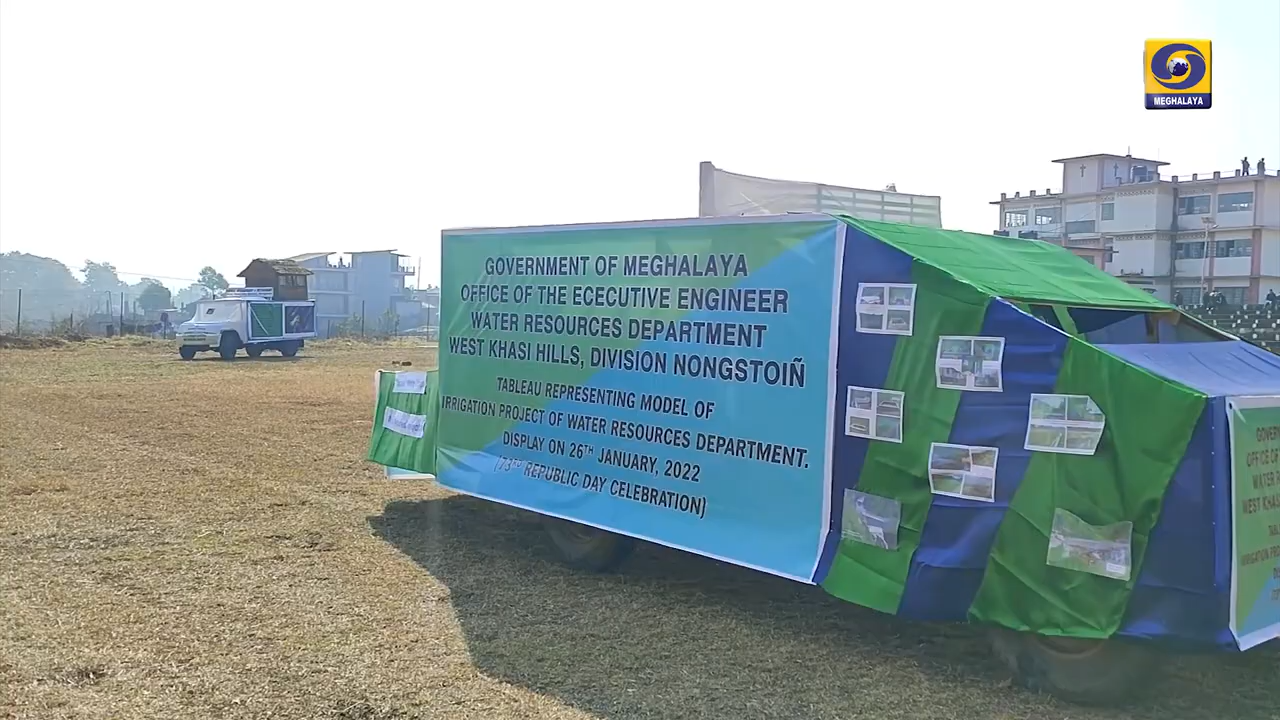 MEGHALAYA
GOVERNMENT OF MEGHALAYA
OFFICE OF THE ECECUTIVE ENGINEER
WATER RESOURCES DEPARTMENT
WEST KHASI HILLS, DIVISION NONGSTOIÑ
TABLEAU REPRESENTING MODEL OF
IRRIGATION PROJECT OF WATER RESOURCES DEPARTMENT.
DISPLAY ON 26TH JANUARY, 2022
(73RD REPUBLIC DAY CELEBRATION)